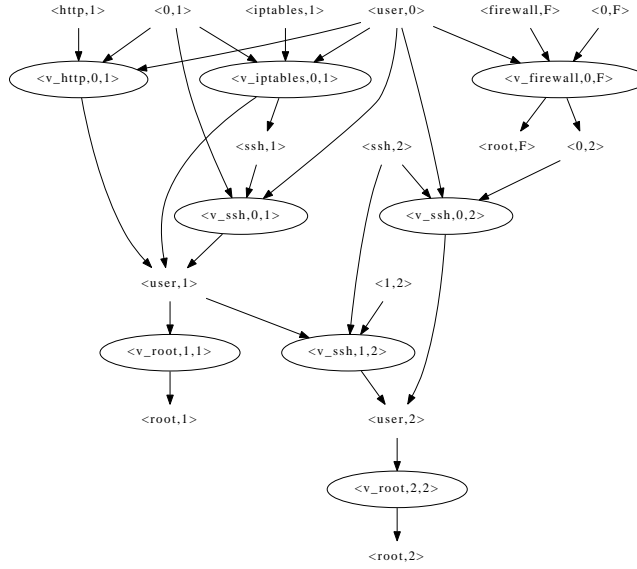 <http,1> <0,1> <iptables,1> <user,0> <firewall,F> <0,F>
<v_http,0,1> <v_iptables,0,1> <v_firewall,0,F>
<ssh,1> <ssh,2> <root,F> <0,2>
<v_ssh,0,1> <v_ssh,0,2>
<user,1> <1,2>
<v_root,1,1> <v_ssh,1,2>
<root,1> <user,2>
<v_root,2,2>
<root,2>